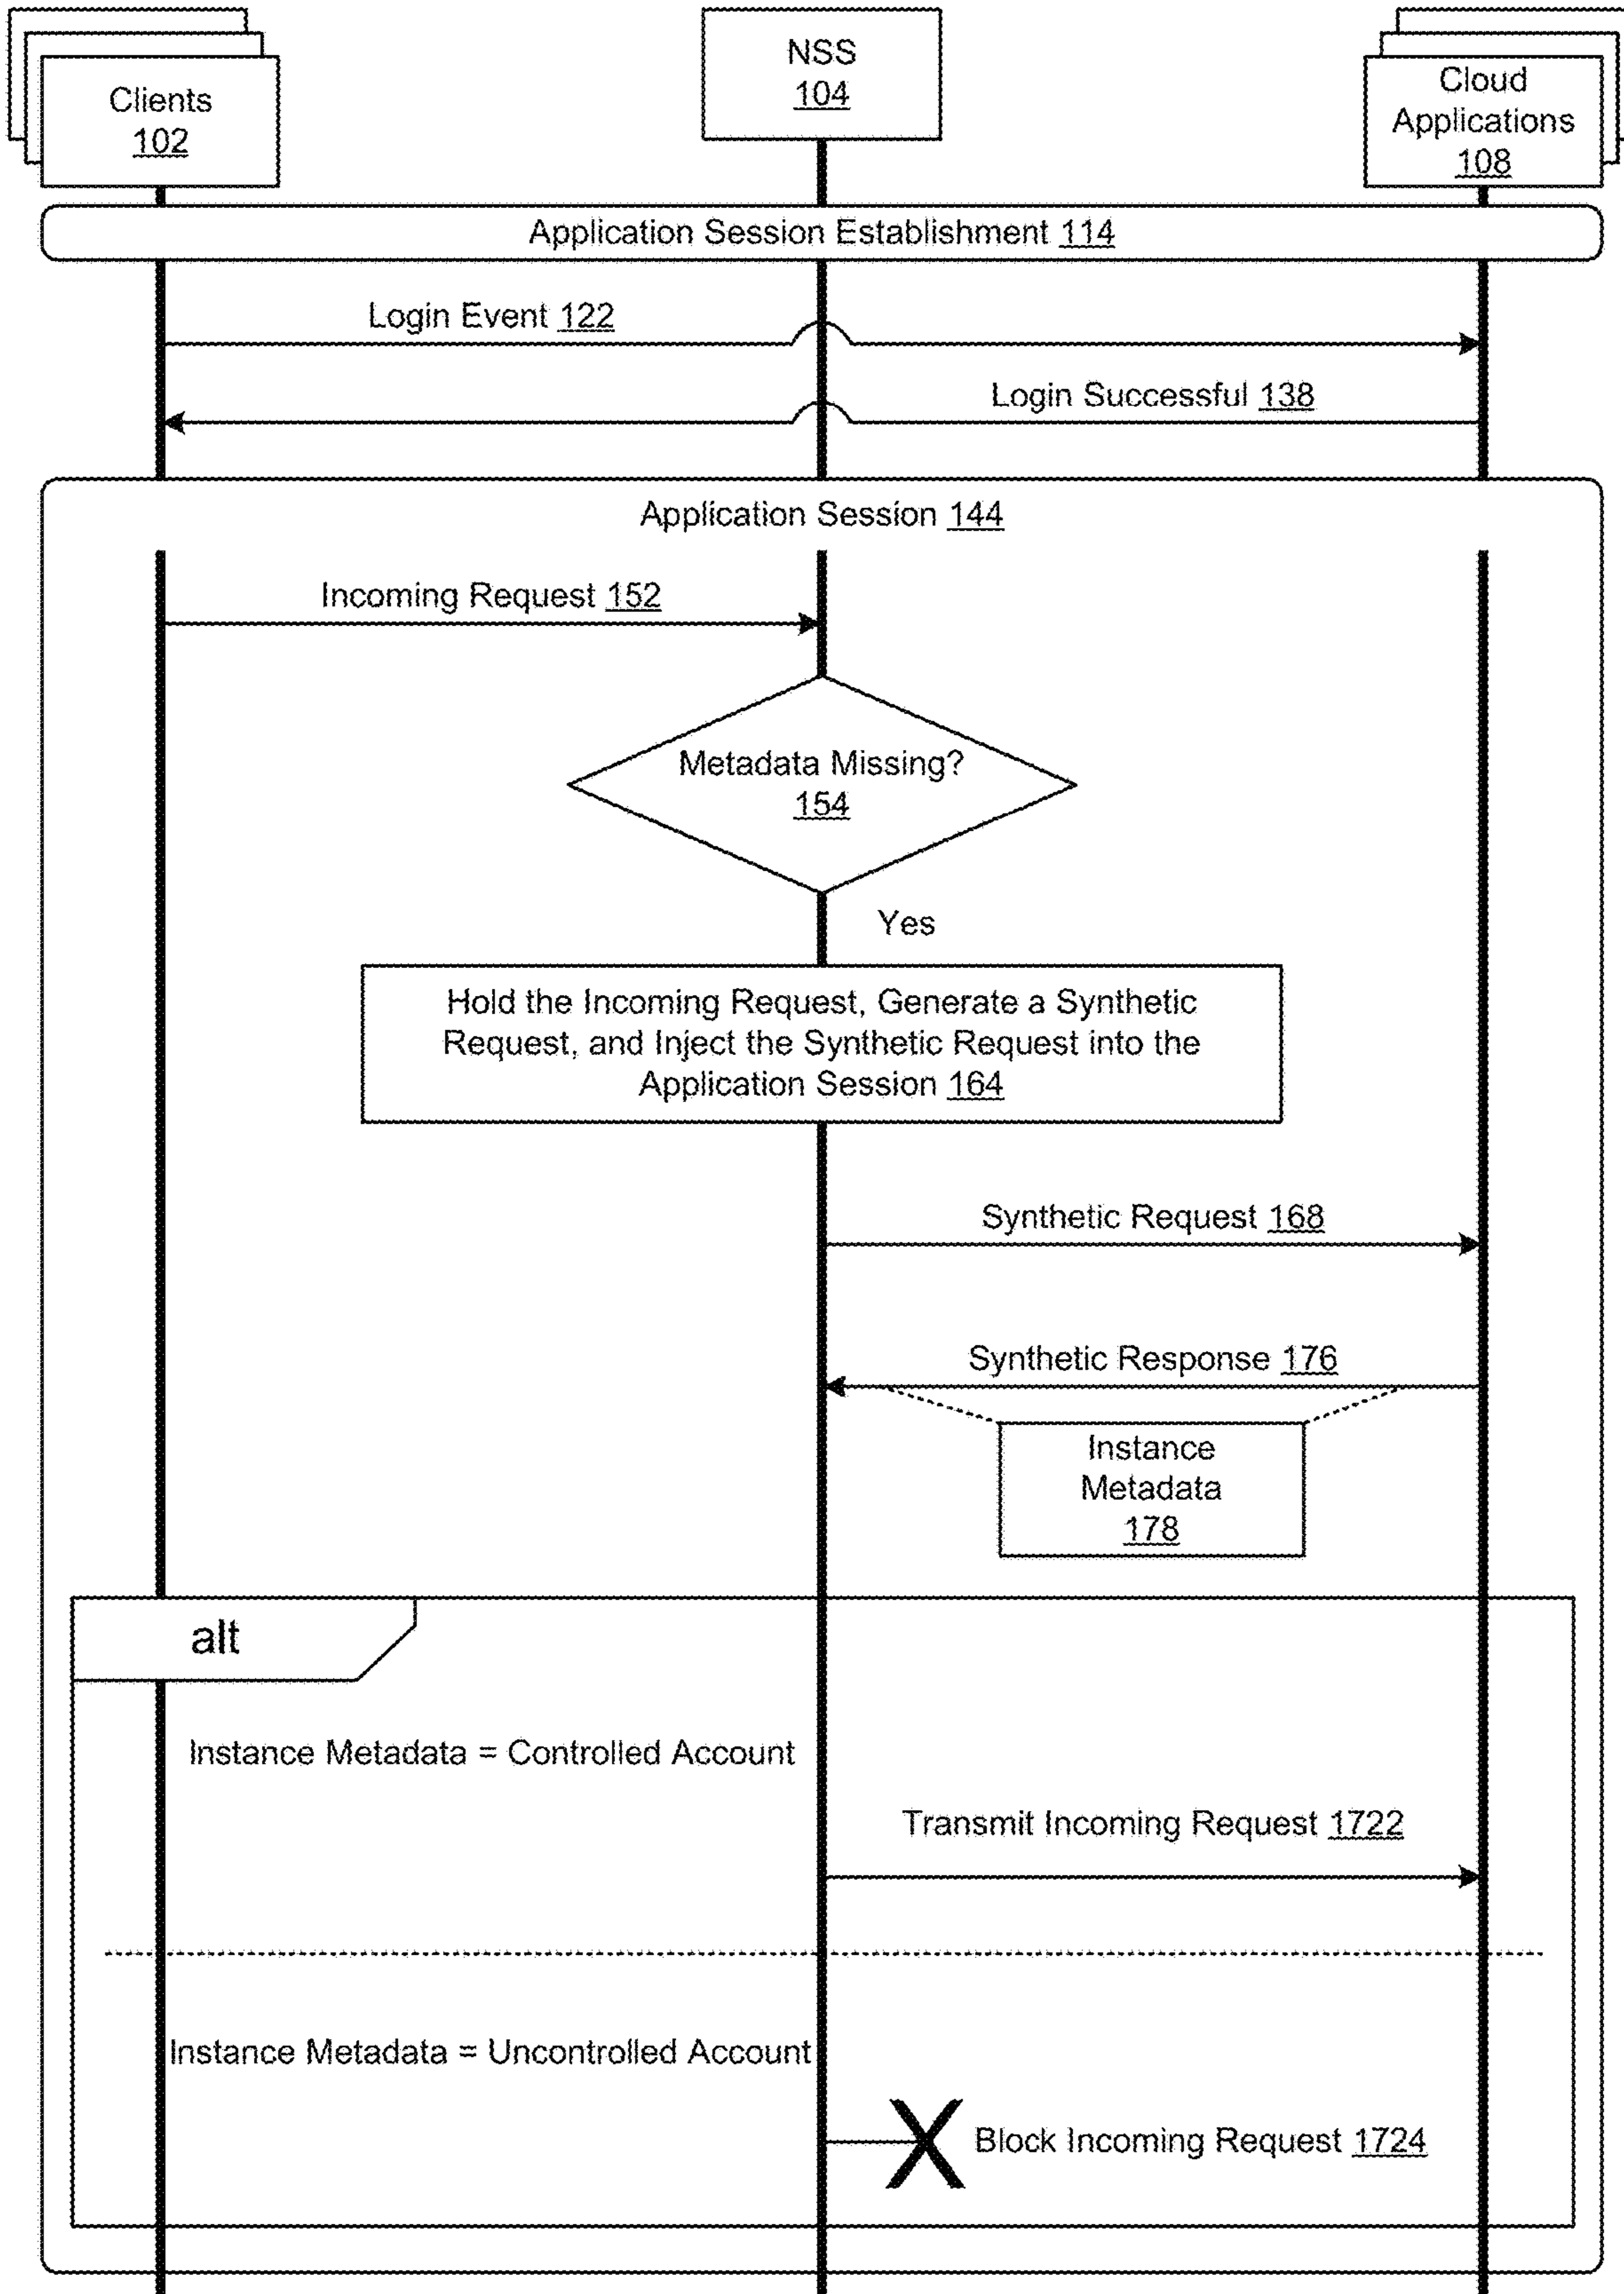 Clients
102
NSS
104
Cloud
Applications
108
Application Session Establishment 114
Login Event 122
Login Successful 138
Application Session 144
Incoming Request 152
Metadata Missing?
154
Yes
Hold the Incoming Request, Generate a Synthetic
Request, and Inject the Synthetic Request into the
Application Session 164
Synthetic Request 168
Synthetic Response 176
Instance
Metadata
178
alt
Instance Metadata = Controlled Account
Transmit Incoming Request 1722
Instance Metadata = Uncontrolled Account
X
Block Incoming Request 1724